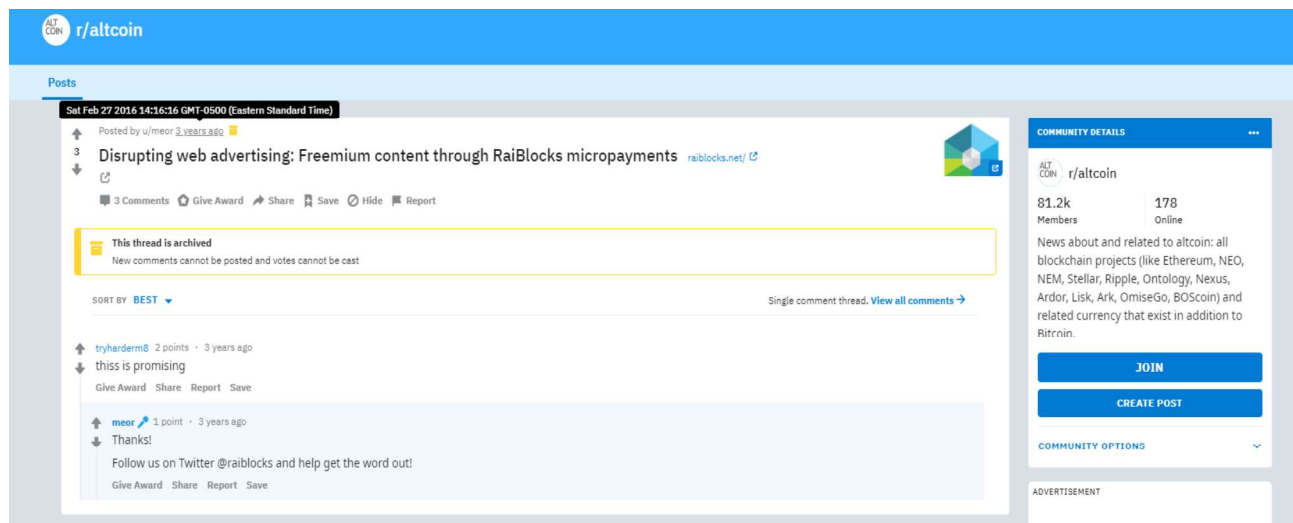 ALT COIN r/altcoin
Posts
Sat Feb 27 2016 14:16:16 GMT-0500 (Eastern Standard Time)
Posted by u/meor 3 years ago
3
Disrupting web advertising: Freemium content through RaiBlocks micropayments raiblocks.net/
3 Comments Give Award Share Save Hide Report
This thread is archived
New comments cannot be posted and votes cannot be cast
SORT BY BEST
Single comment thread. View all comments →
tryharderm8 2 points · 3 years ago
thiss is promising
Give Award Share Report Save
meor 1 point · 3 years ago
Thanks!
Follow us on Twitter @raiblocks and help get the word out!
Give Award Share Report Save
COMMUNITY DETAILS
ALT COIN r/altcoin
81.2k 178
Members Online
News about and related to altcoin: all
blockchain projects (like Ethereum, NEO,
NEM, Stellar, Ripple, Ontology, Nexus,
Ardor, Lisk, Ark, OmiseGo, BOScoin) and
related currency that exist in addition to
Bitcoin.
JOIN
CREATE POST
COMMUNITY OPTIONS
ADVERTISEMENT